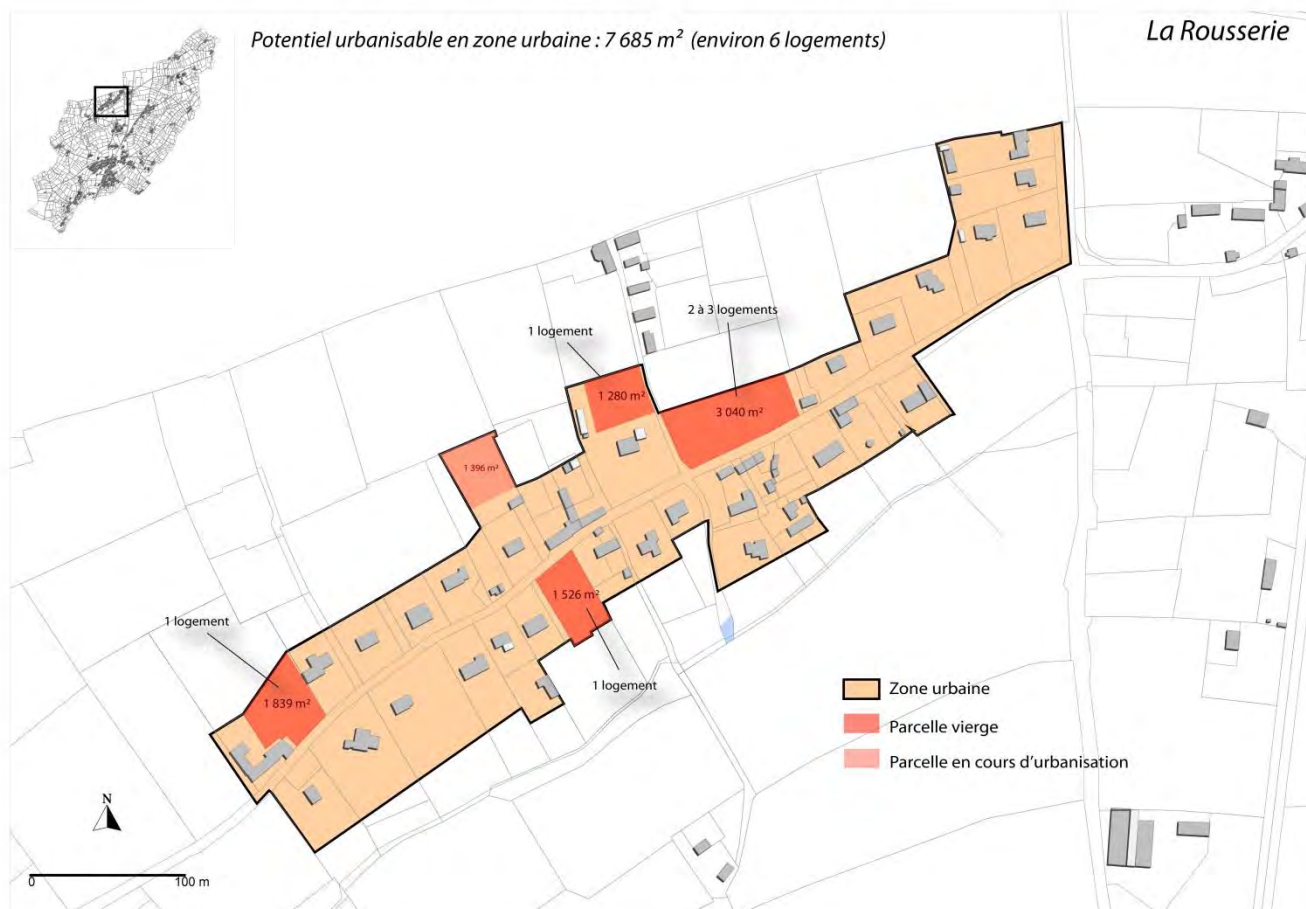 Potentiel urbanisable en zone urbaine : 7 685 m² (environ 6 logements)
La Rousserie
2 à 3 logements
1 logement
1 280 m²
3 040 m²
1 396 m²
1 526 m²
1 logement
1 839 m²
1 logement
Zone urbaine
Parcelle vierge
Parcelle en cours d'urbanisation
N
0 100 m